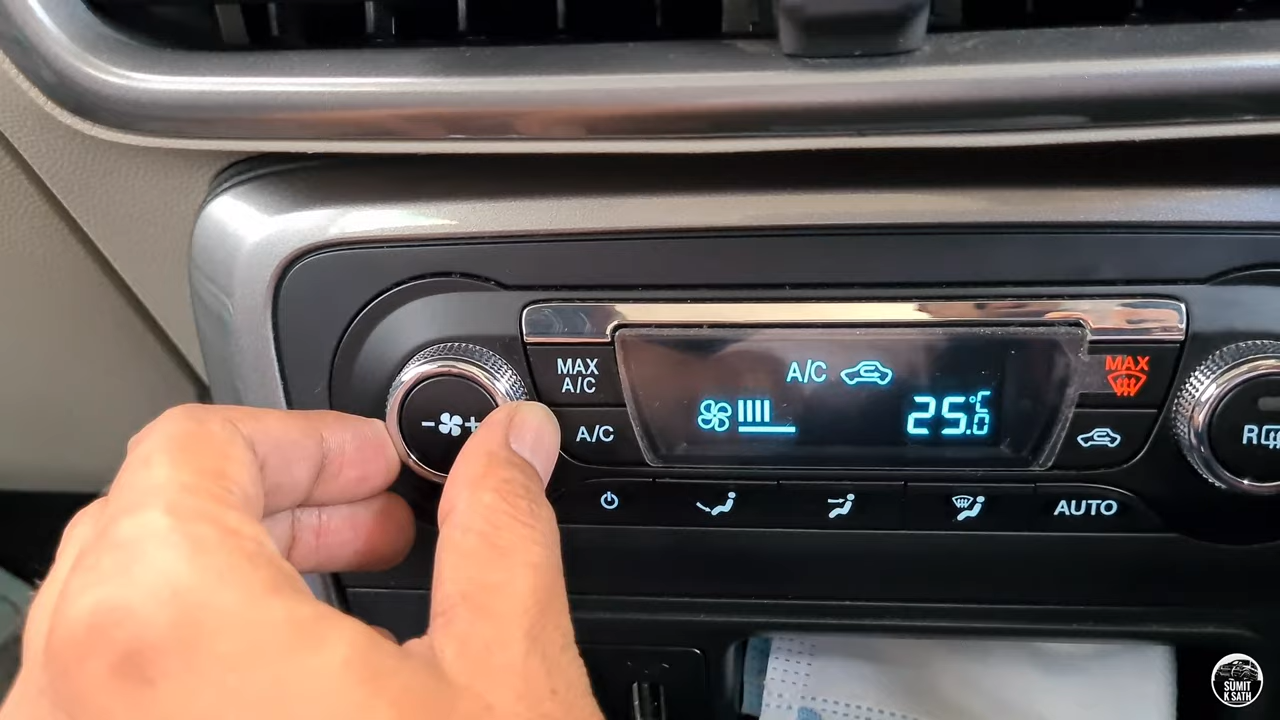 MAX
A/C
A/C
A/C
25.0°C
MAX
- +
R
AUTO
SUMIT
K SATH